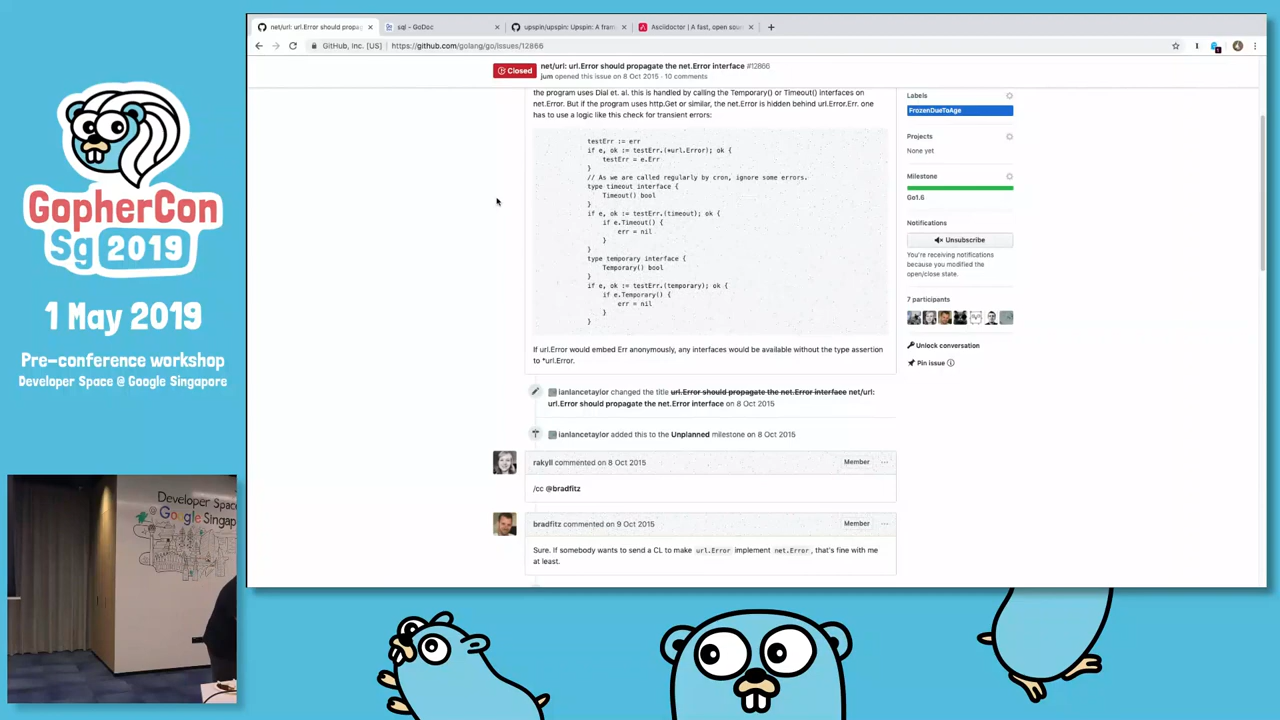 GopherCon
Sg 2019
1 May 2019
Pre-conference workshop
Developer Space @ Google Singapore
Developer Space
@ Google Singap
net/url: url.Error should propag
sql - GoDoc
upspin/upspin: Upspin: A fram
Asciidoctor | A fast, open sour
GitHub, Inc. [US] | https://github.com/golang/go/issues/12866
Closed
net/url: url.Error should propagate the net.Error interface #12866
jum opened this issue on 8 Oct 2015 · 10 comments
the program uses Dial et. al. this is handled by calling the Temporary() or Timeout() interfaces on
net.Error. But if the program uses http.Get or similar, the net.Error is hidden behind url.Error.Err. one
has to use a logic like this check for transient errors:
testErr := err
if e, ok := testErr.(*url.Error); ok {
testErr = e.Err
}
// As we are called regularly by cron, ignore some errors.
type timeout interface {
Timeout() bool
}
if e, ok := testErr.(timeout); ok {
if e.Timeout() {
err = nil
}
}
type temporary interface {
Temporary() bool
}
if e, ok := testErr.(temporary); ok {
if e.Temporary() {
err = nil
}
}
If url.Error would embed Err anonymously, any interfaces would be available without the type assertion
to *url.Error.
ianlancetaylor changed the title url.Error should propagate the net.Error interface net/url:
url.Error should propagate the net.Error interface on 8 Oct 2015
ianlancetaylor added this to the Unplanned milestone on 8 Oct 2015
rakyll commented on 8 Oct 2015
Member
/cc @bradfitz
bradfitz commented on 9 Oct 2015
Member
Sure. If somebody wants to send a CL to make url.Error implement net.Error, that's fine with me
at least.
Labels
FrozenDueToAge
Projects
None yet
Milestone
Go1.6
Notifications
Unsubscribe
You're receiving notifications
because you modified the
open/close state.
7 participants
Unlock conversation
Pin issue